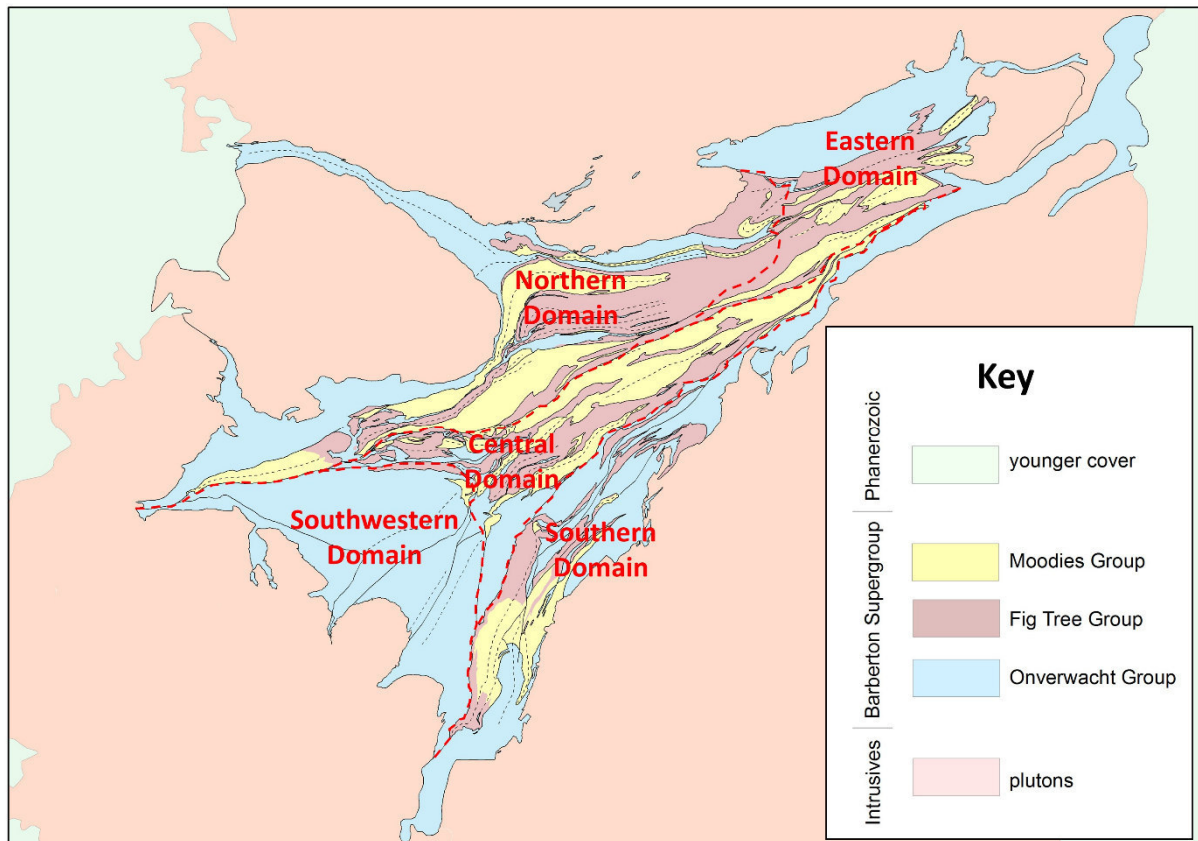 Eastern
Domain
Northern
Domain
Central
Domain
Southwestern
Domain
Southern
Domain
Key
Phanerozoic
younger cover
Barberton Supergroup
Moodies Group
Fig Tree Group
Onverwacht Group
Intrusives
plutons